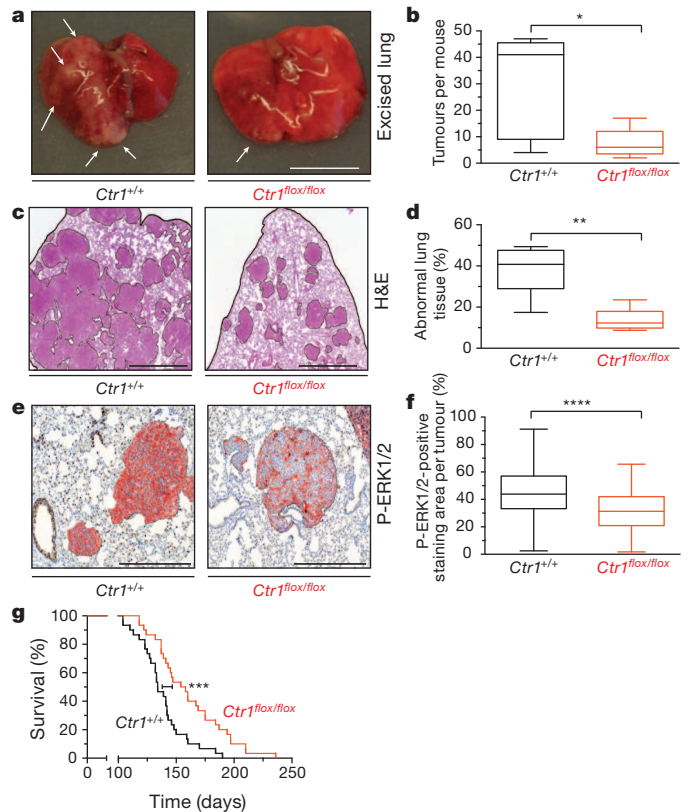 a
Excised lung
Ctr1+/+
Ctr1flox/flox
b
Tumours per mouse
50
40
30
20
10
0
*
Ctr1+/+
Ctr1flox/flox
c
H&E
Ctr1+/+
Ctr1flox/flox
d
Abnormal lung
tissue (%)
60
40
20
0
**
Ctr1+/+
Ctr1flox/flox
e
P-ERK1/2
Ctr1+/+
Ctr1flox/flox
f
P-ERK1/2-positive
staining area per tumour (%)
100
80
60
40
20
0
****
Ctr1+/+
Ctr1flox/flox
g
Survival (%)
100
80
60
40
20
0
***
Ctr1+/+
Ctr1flox/flox
0 100 150 200 250
Time (days)